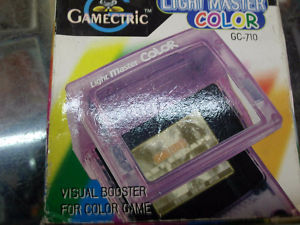 GAMECTRIC
LIGHT MASTER
COLOR
GC-710
Light Master COLOR
VISUAL BOOSTER
FOR COLOR GAME